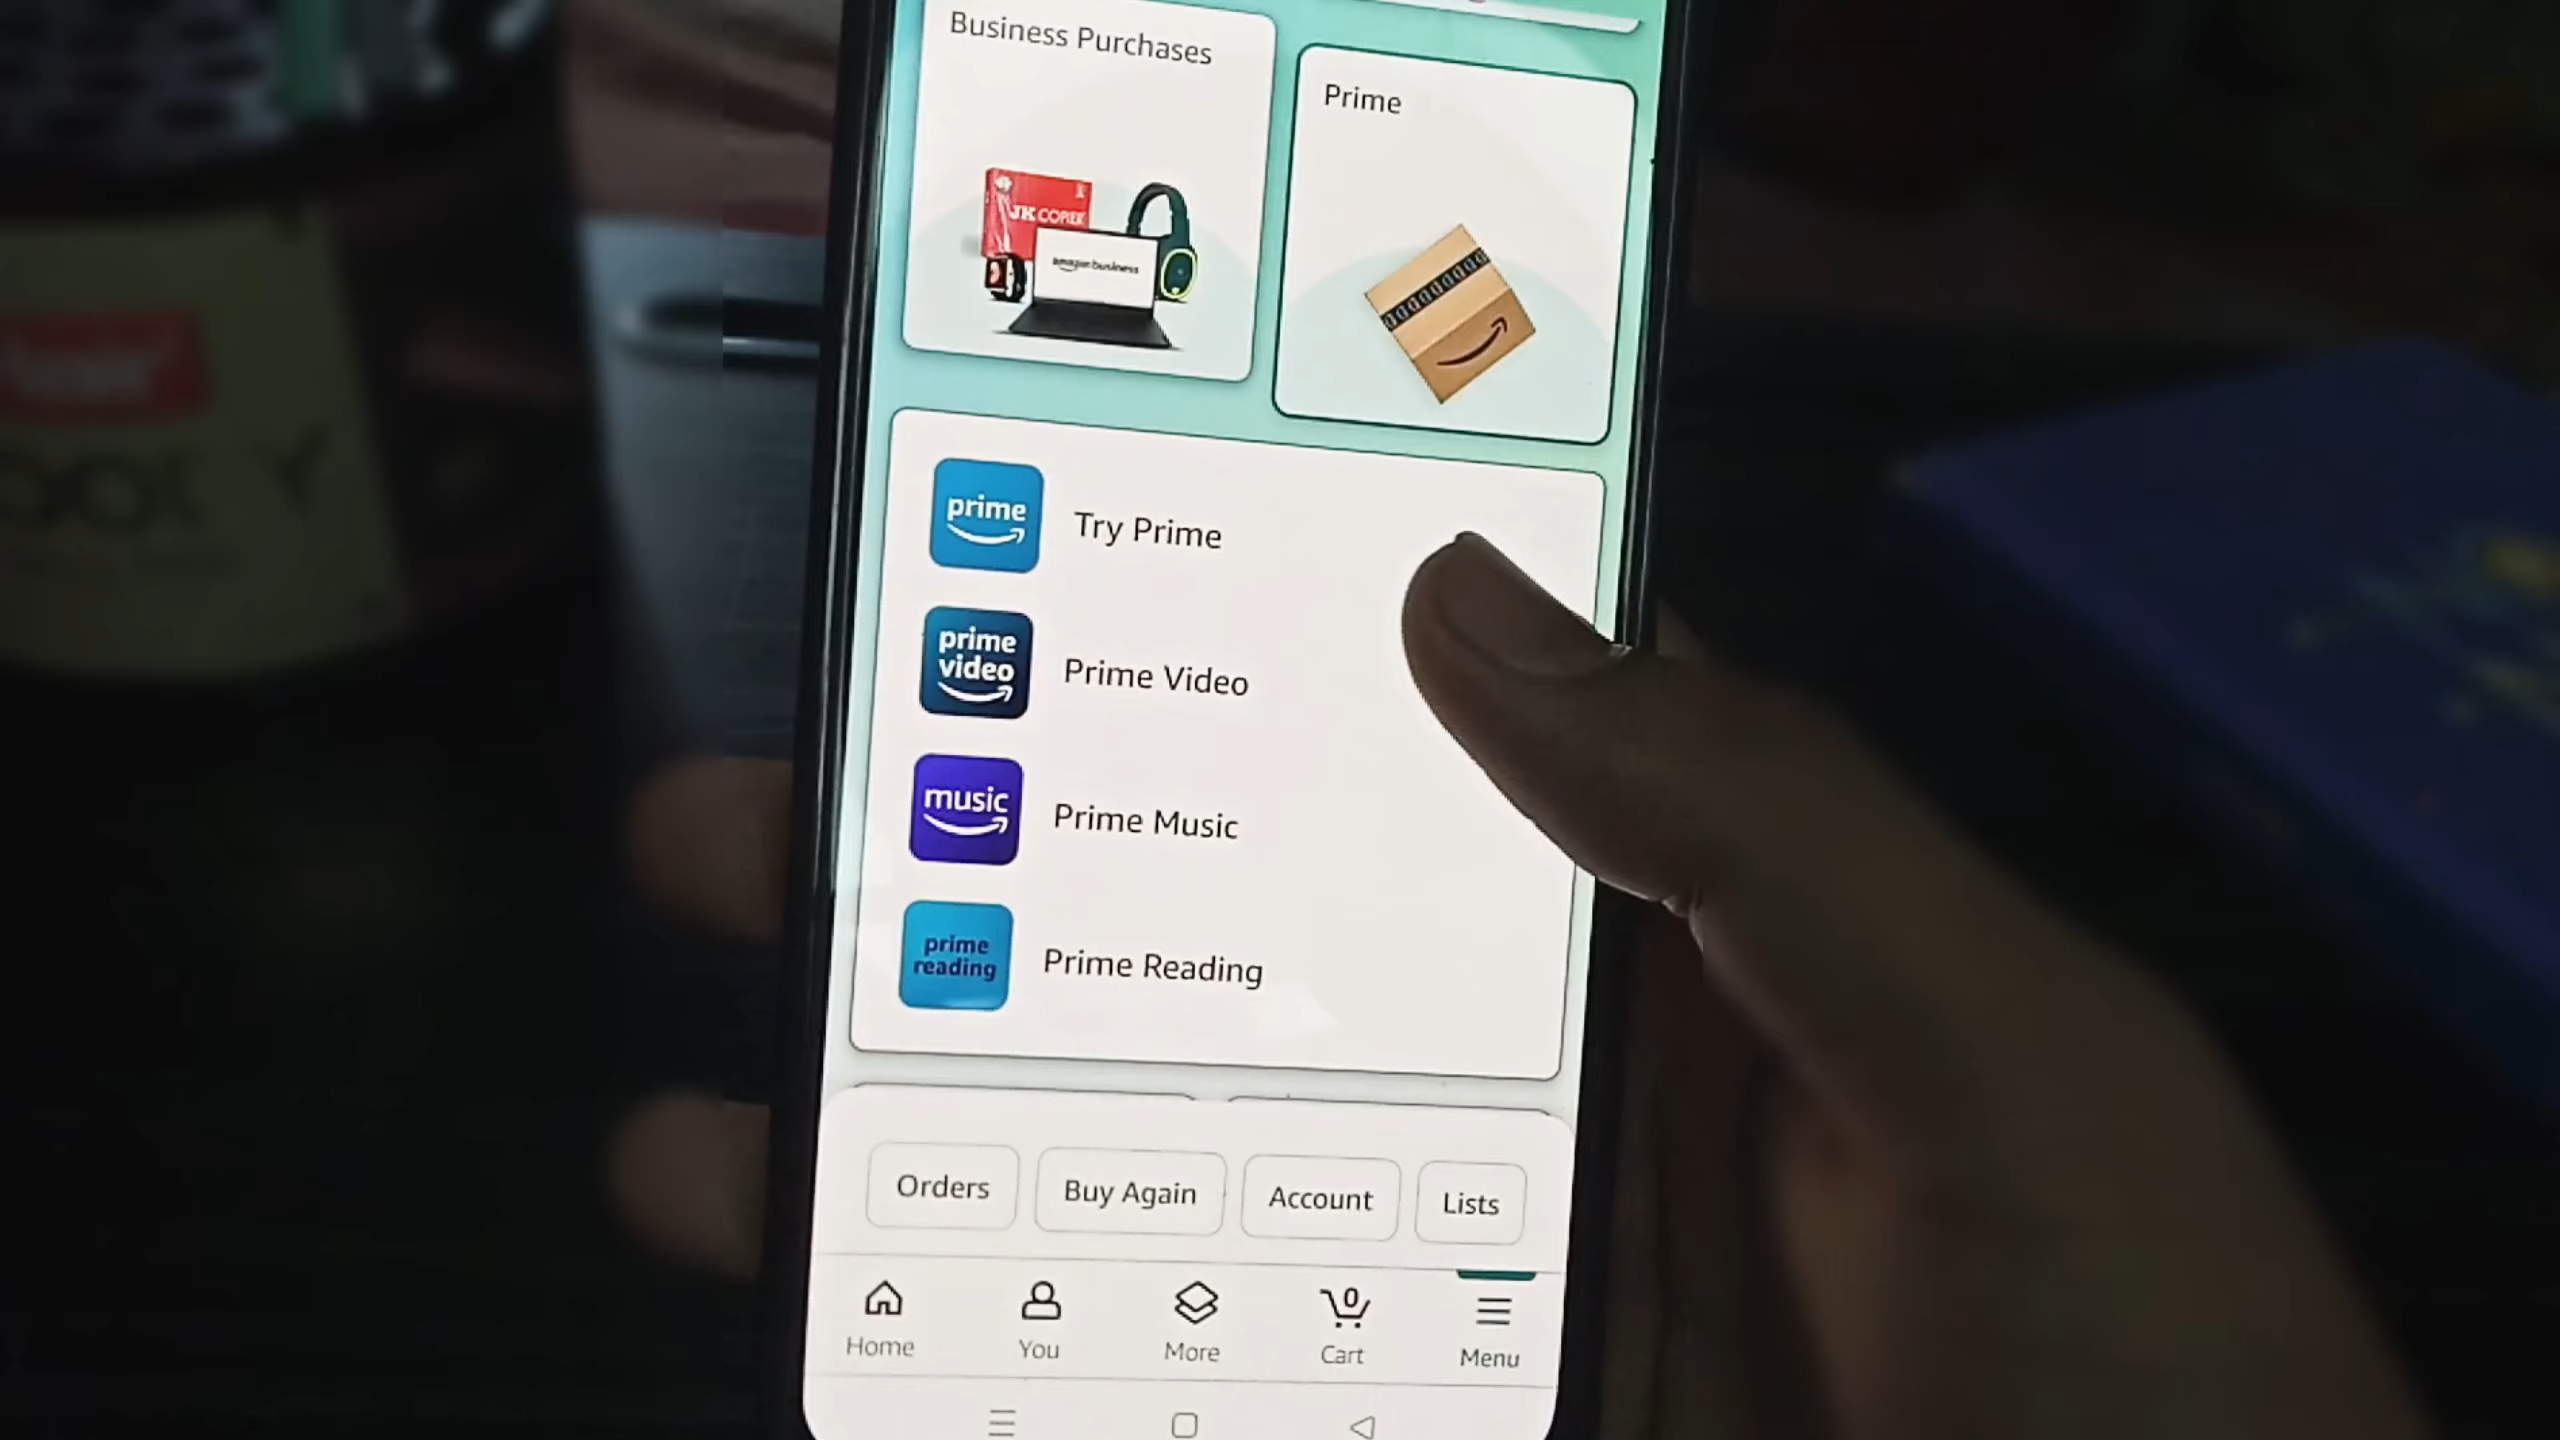 Business Purchases
Prime
JK COPIER
amazon business
prime
Try Prime
prime
video
Prime Video
music
Prime Music
prime
reading
Prime Reading
Orders
Buy Again
Account
Lists
0
Home
You
More
Cart
Menu